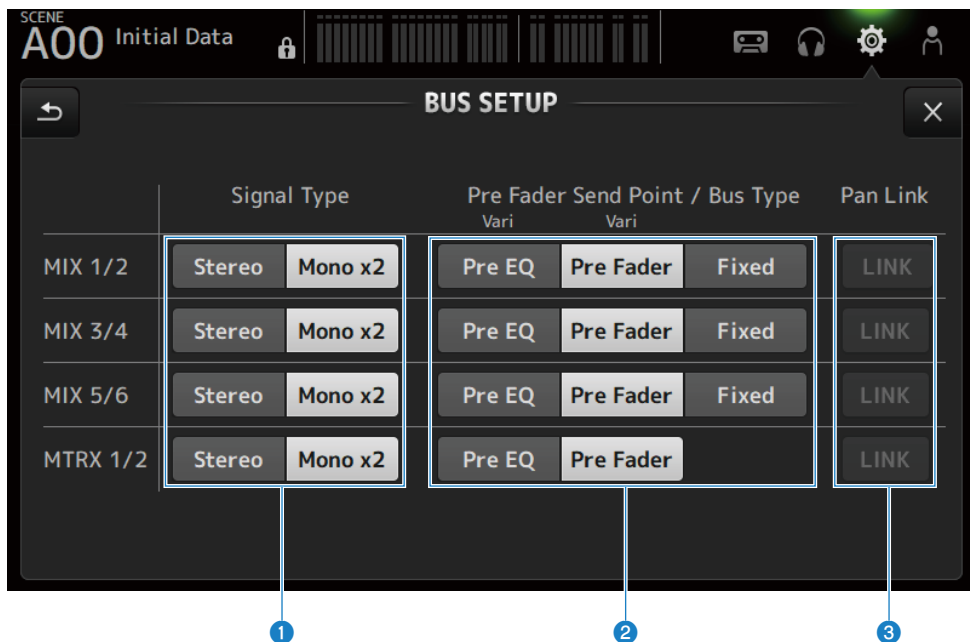 SCENE
A00 Initial Data
BUS SETUP
Signal Type Pre Fader Send Point / Bus Type Pan Link
Vari Vari
MIX 1/2 Stereo Mono x2 Pre EQ Pre Fader Fixed LINK
MIX 3/4 Stereo Mono x2 Pre EQ Pre Fader Fixed LINK
MIX 5/6 Stereo Mono x2 Pre EQ Pre Fader Fixed LINK
MTRX 1/2 Stereo Mono x2 Pre EQ Pre Fader LINK
1 2 3